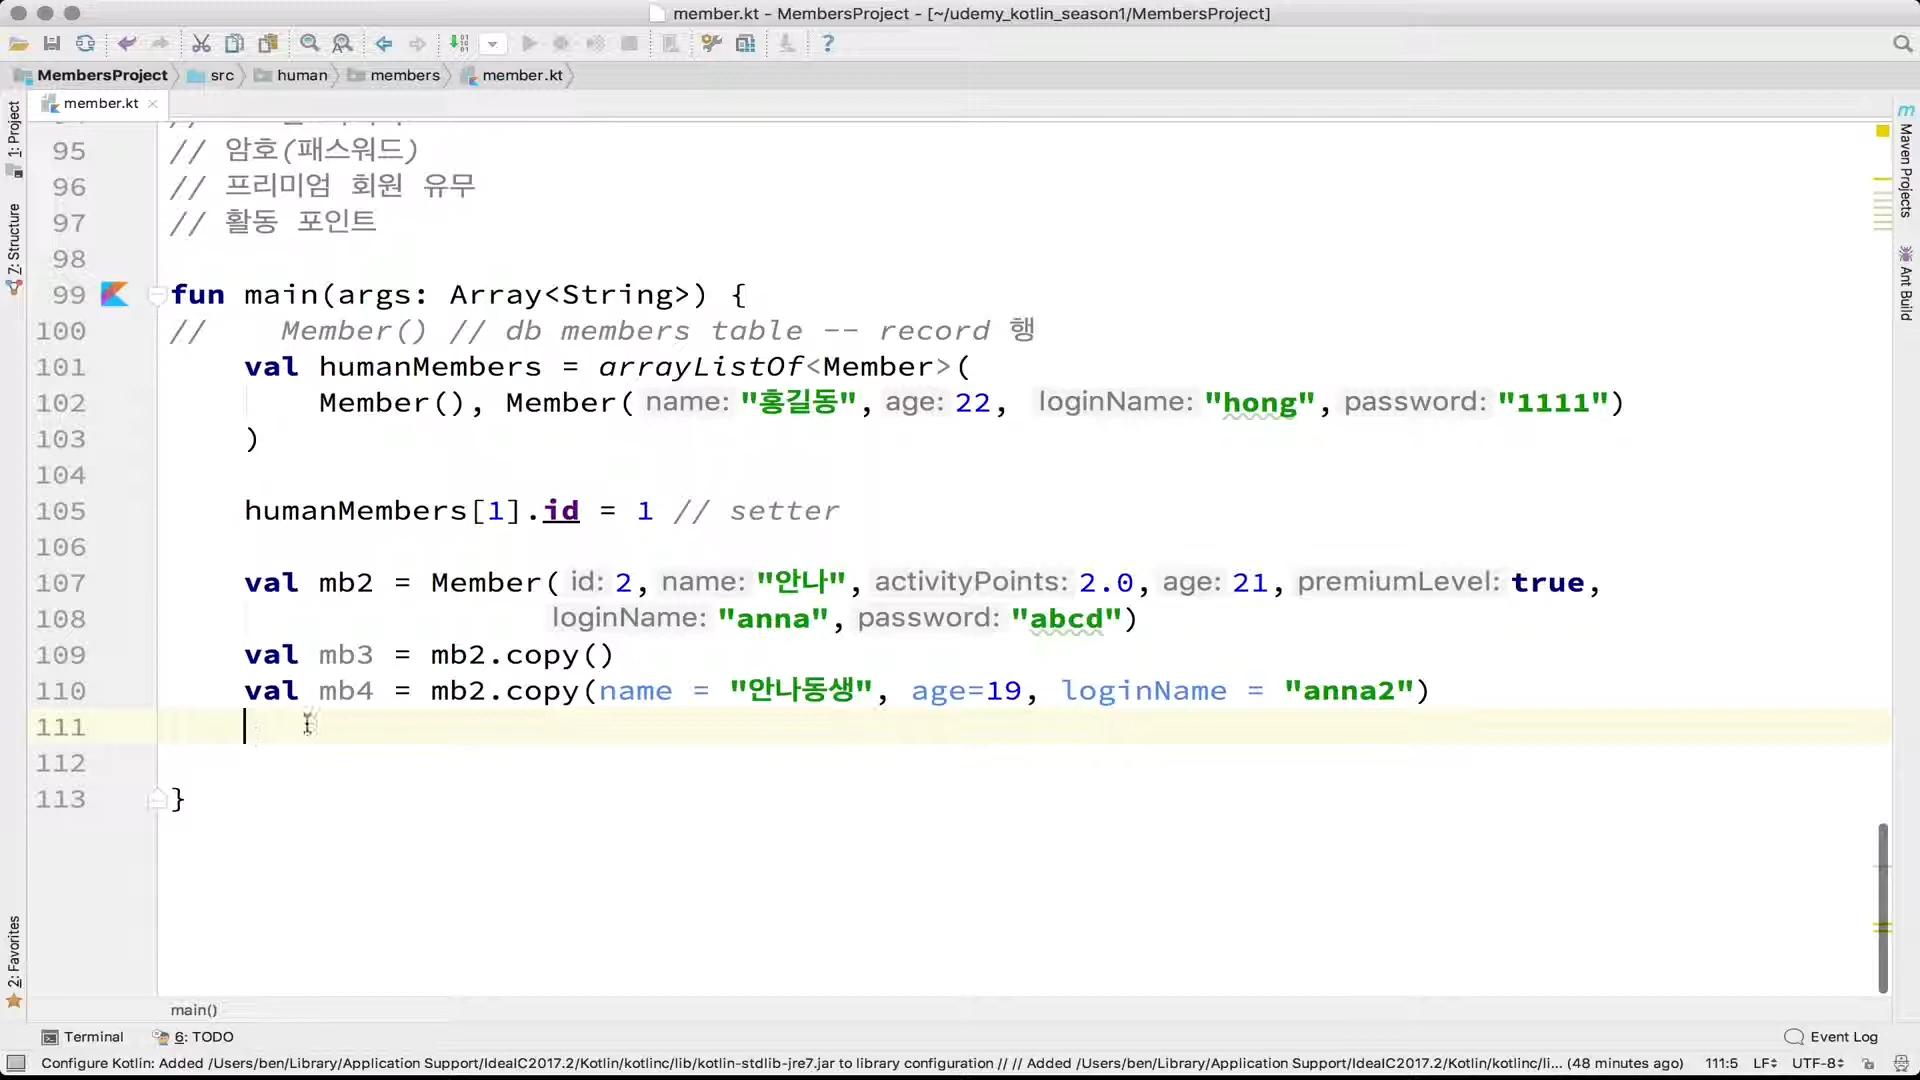 member.kt - MembersProject - [~/udemy_kotlin_season1/MembersProject]
MembersProject src human members member.kt
member.kt
1: Project
7: Structure
2: Favorites
Maven Projects
Ant Build
95 // 암호(패스워드)
96 // 프리미엄 회원 유무
97 // 활동 포인트
98
99 fun main(args: Array<String>) {
100 // Member() // db members table -- record 행
101 val humanMembers = arrayListOf<Member>(
102 Member(), Member( name: "홍길동", age: 22, loginName: "hong", password: "1111")
103 )
104
105 humanMembers[1].id = 1 // setter
106
107 val mb2 = Member( id: 2, name: "안나", activityPoints: 2.0, age: 21, premiumLevel: true,
108 loginName: "anna", password: "abcd")
109 val mb3 = mb2.copy()
110 val mb4 = mb2.copy(name = "안나동생", age=19, loginName = "anna2")
111
112
113 }
main()
Terminal 6: TODO Event Log
Configure Kotlin: Added /Users/ben/Library/Application Support/IdeaIC2017.2/Kotlin/kotlinc/lib/kotlin-stdlib-jre7.jar to library configuration // // Added /Users/ben/Library/Application Support/IdeaIC2017.2/Kotlin/kotlinc/li... (48 minutes ago) 111:5 LF UTF-8